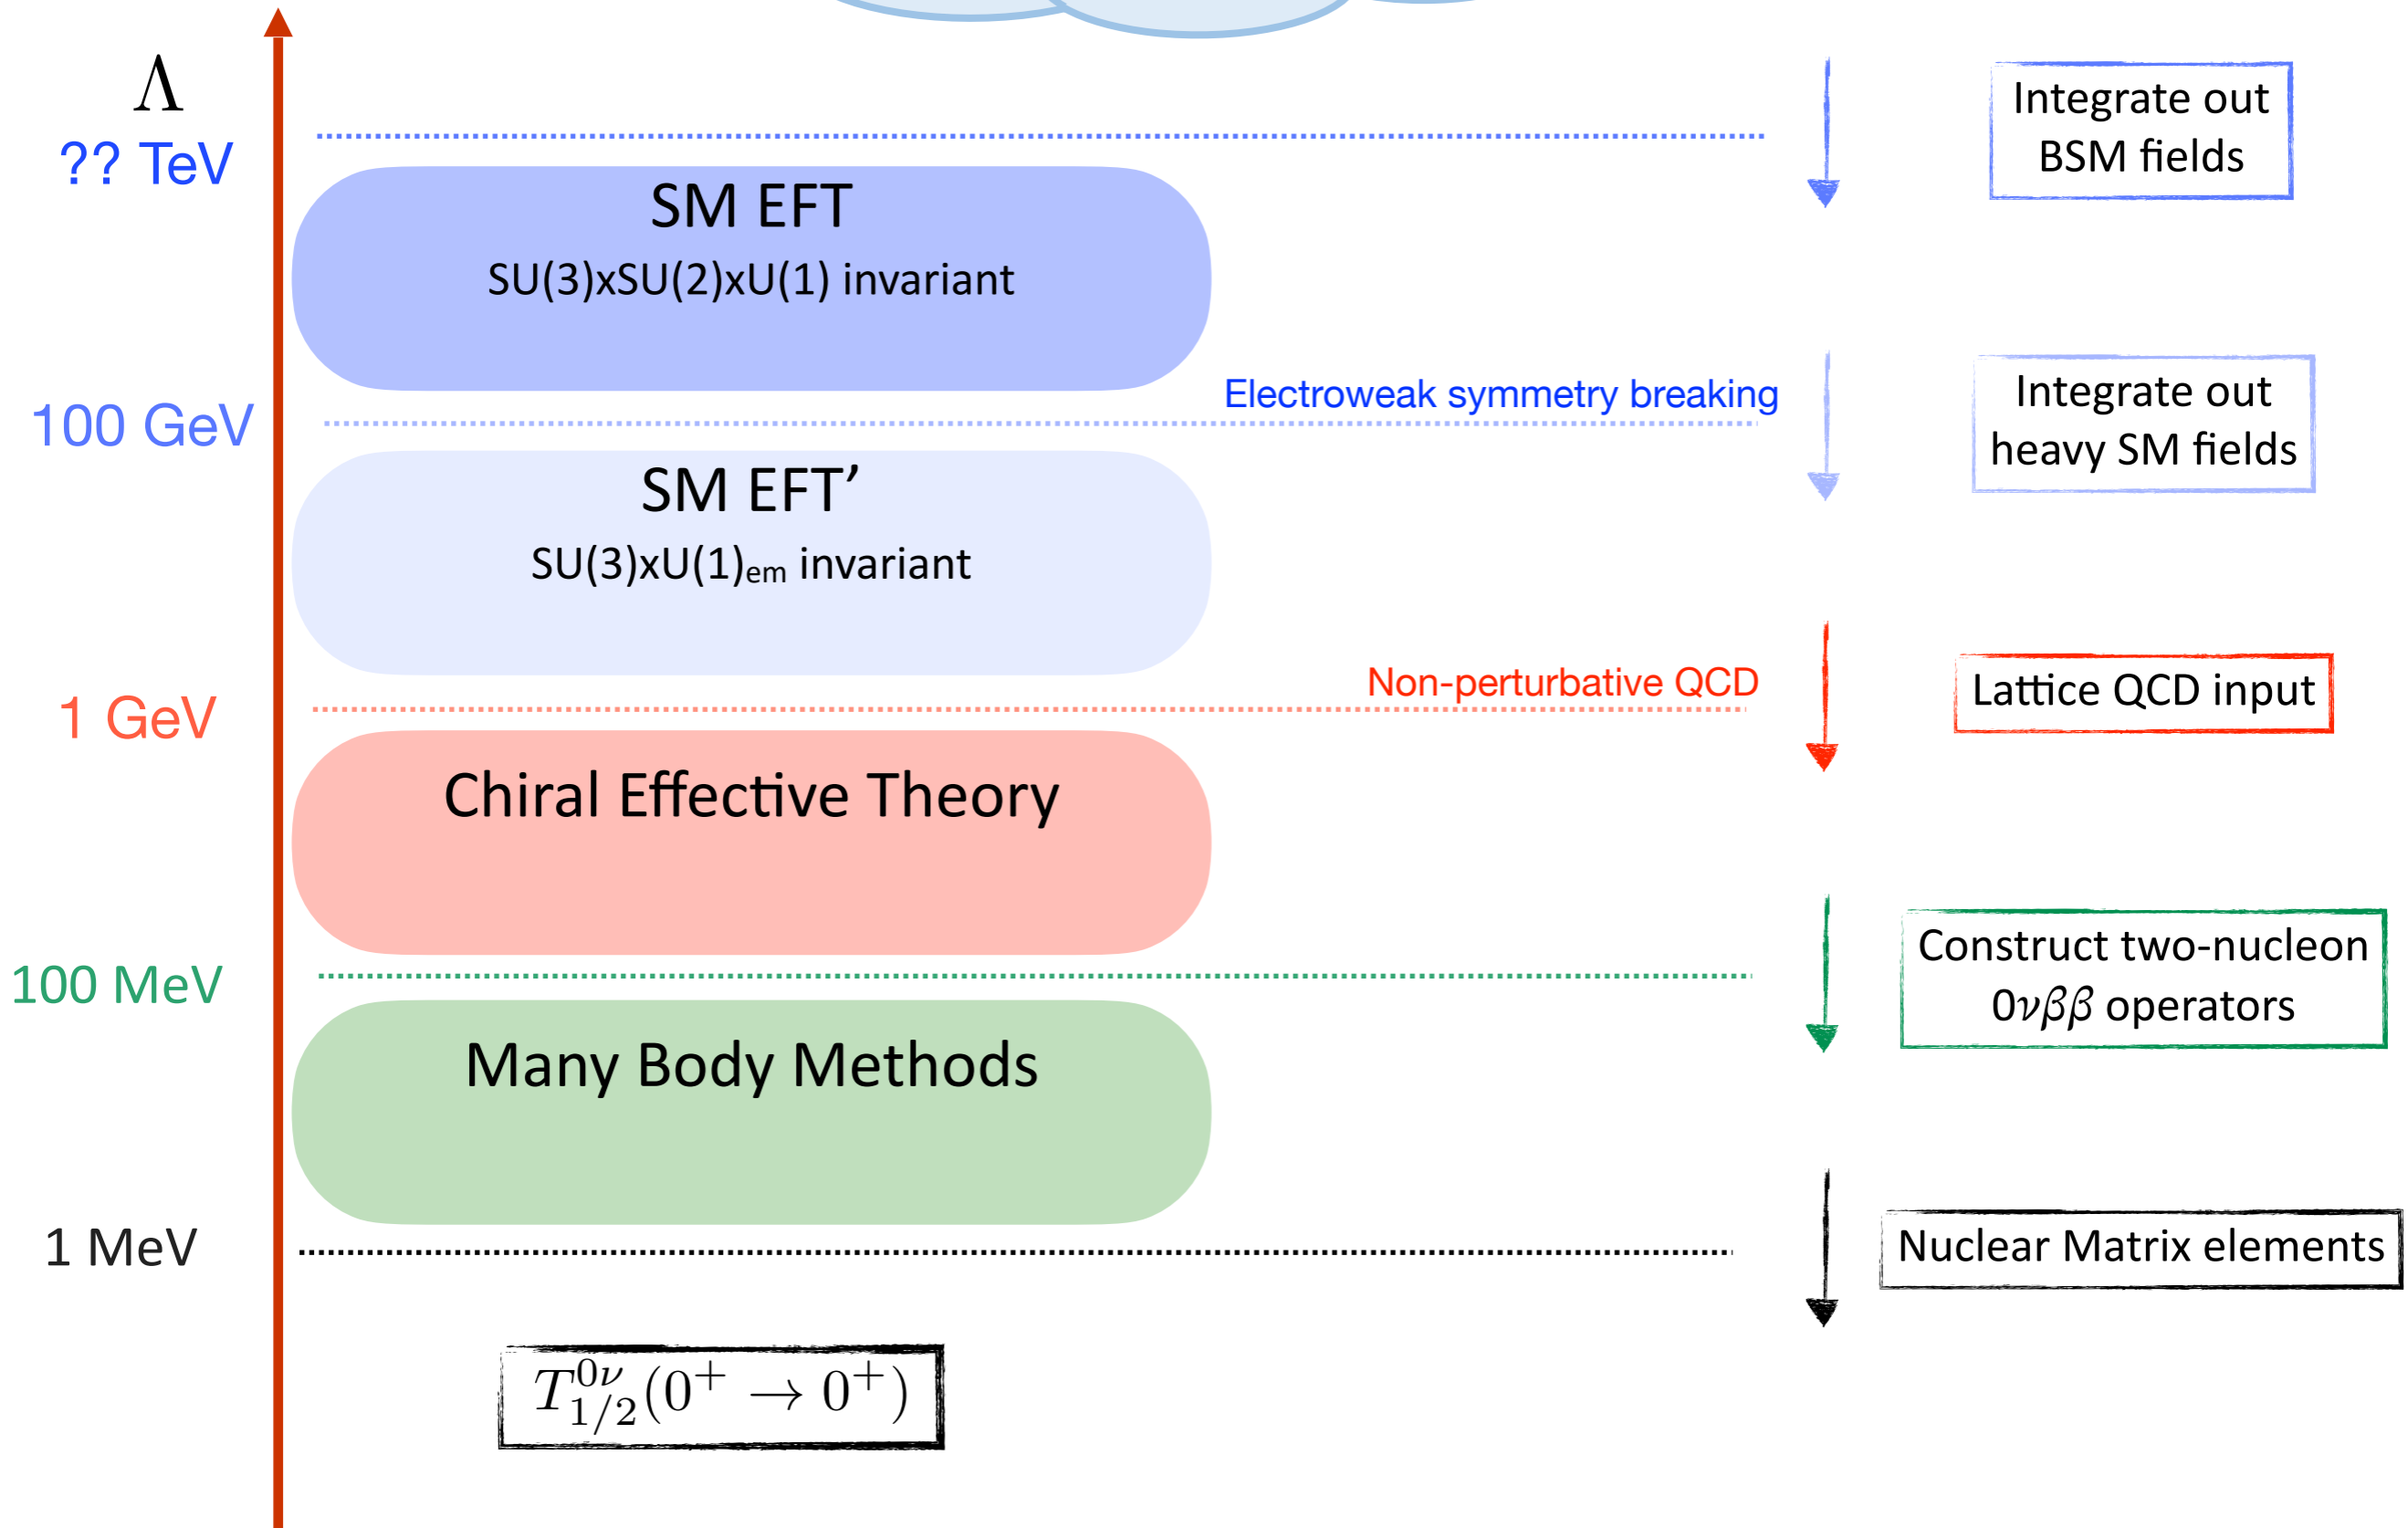 Λ
?? TeV
Integrate out
BSM fields
SM EFT
SU(3)xSU(2)xU(1) invariant
100 GeV
Electroweak symmetry breaking
Integrate out
heavy SM fields
SM EFT’
SU(3)xU(1)em invariant
1 GeV
Non-perturbative QCD
Lattice QCD input
Chiral Effective Theory
100 MeV
Construct two-nucleon
0νββ operators
Many Body Methods
1 MeV
Nuclear Matrix elements
T^{0ν}_{1/2}(0⁺ → 0⁺)